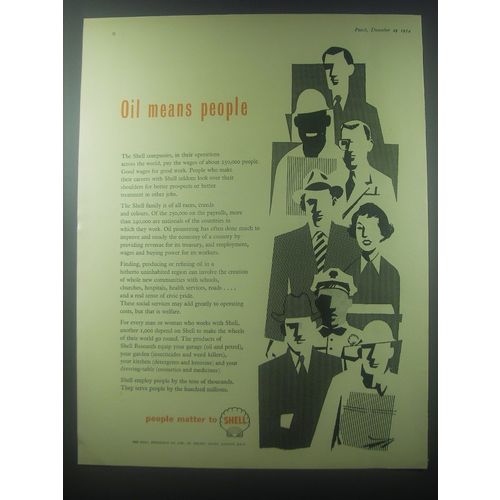 Punch, December 29 1954
Oil means people
The Shell companies, in their operations
across the world, pay the wages of about 250,000 people.
Good wages for good work. People who make
their careers with Shell seldom look over their
shoulders for better prospects or better
treatment in other jobs.
The Shell family is of all races, creeds
and colours. Of the 250,000 on the payrolls, more
than 240,000 are nationals of the countries in
which they work. Oil pioneering has often done much to
improve and steady the economy of a country by
providing revenue for its treasury, and employment,
wages and buying power for its workers.
Finding, producing or refining oil in a
hitherto uninhabited region can involve the creation
of whole new communities with schools,
churches, hospitals, health services, roads . . . .
and a real sense of civic pride.
These social services may add greatly to operating
costs, but that is welfare.
For every man or woman who works with Shell,
another 1,000 depend on Shell to make the wheels
of their world go round. The products of
Shell Research equip your garage (oil and petrol),
your garden (insecticides and weed killers),
your kitchen (detergents and kerosine) and your
dressing-table (cosmetics and medicines)
Shell employ people by the tens of thousands.
They serve people by the hundred millions.
people matter to SHELL